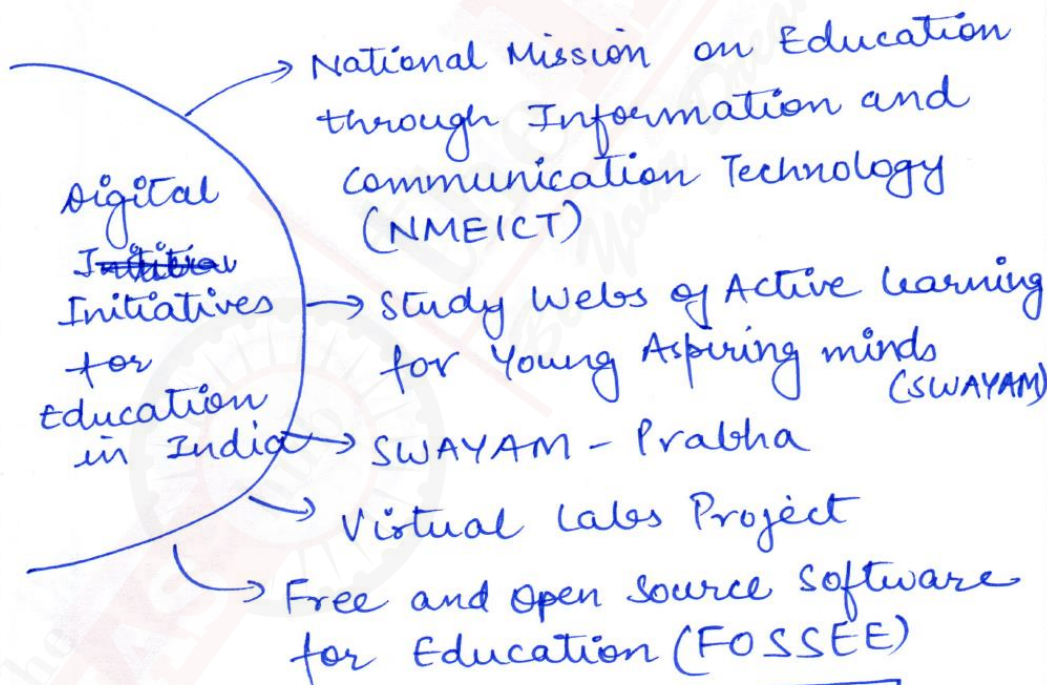 Digital
Initiatives
for
Education
in India
National Mission on Education
through Information and
Communication Technology
(NMEICT)
Study Webs of Active Learning
for Young Aspiring minds
(SWAYAM)
SWAYAM - Prabha
Virtual Labs Project
Free and Open Source Software
for Education (FOSSEE)